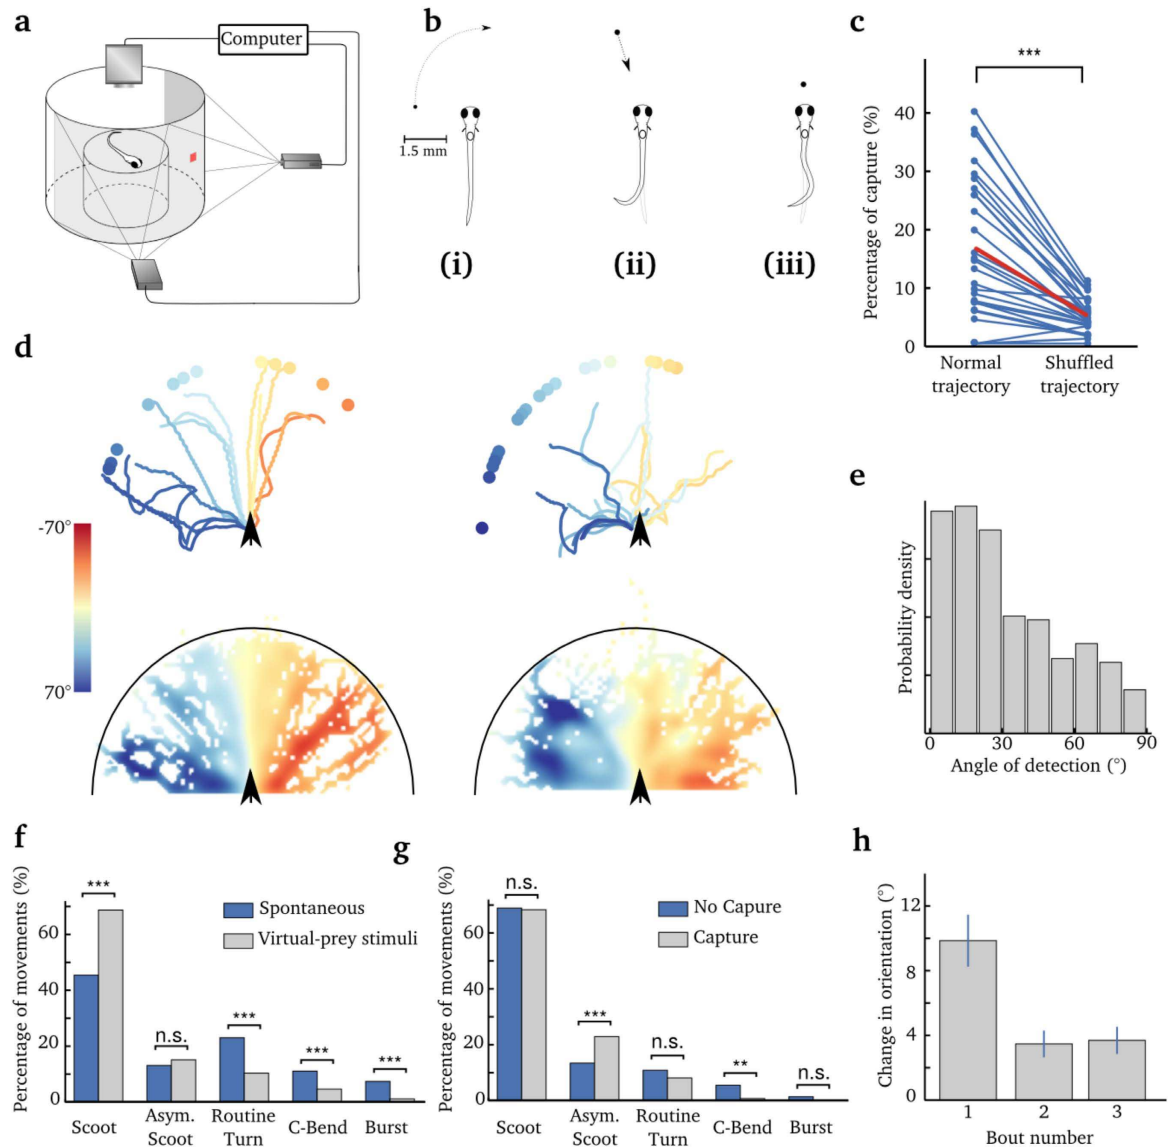 a
Computer
b
1.5 mm
(i)
(ii)
(iii)
c
***
Percentage of capture (%)
40
30
20
10
0
Normal
trajectory
Shuffled
trajectory
d
-70°
70°
e
Probability density
0
30
60
90
Angle of detection (°)
f
Percentage of movements (%)
60
40
20
0
***
n.s.
***
***
***
Spontaneous
Virtual-prey stimuli
Scoot
Asym.
Scoot
Routine
Turn
C-Bend
Burst
g
Percentage of movements (%)
60
40
20
0
n.s.
***
n.s.
**
n.s.
No Capure
Capture
Scoot
Asym.
Scoot
Routine
Turn
C-Bend
Burst
h
Change in orientation (°)
12
8
4
0
1
2
3
Bout number